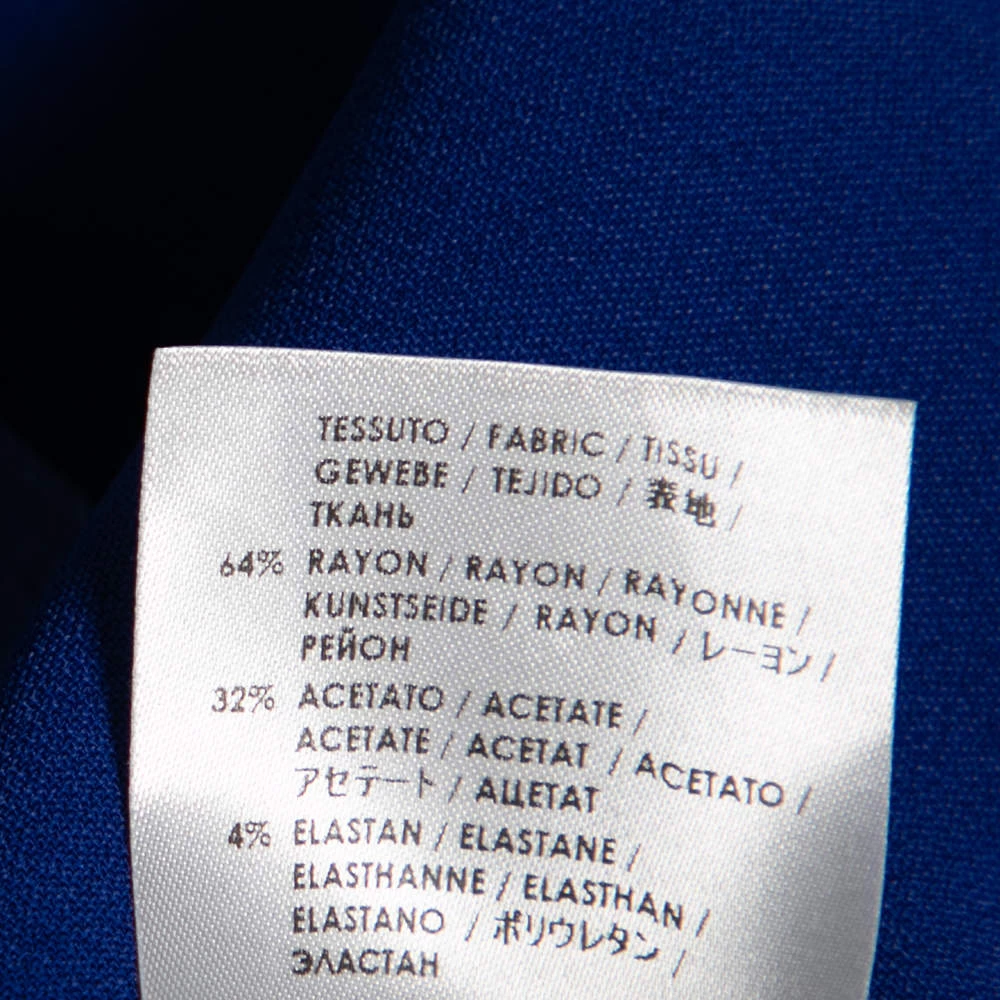 TESSUTO / FABRIC / TISSU /
GEWEBE / TEJIDO / 表地 /
ТКАНЬ
64% RAYON / RAYON / RAYONNE /
KUNSTSEIDE / RAYON / レーヨン /
РЕЙОН
32% ACETATO / ACETATE /
ACETATE / ACETAT / ACETATO /
アセテート / АЦЕТАТ
4% ELASTAN / ELASTANE /
ELASTHANNE / ELASTHAN /
ELASTANO / ポリウレタン /
ЭЛАСТАН